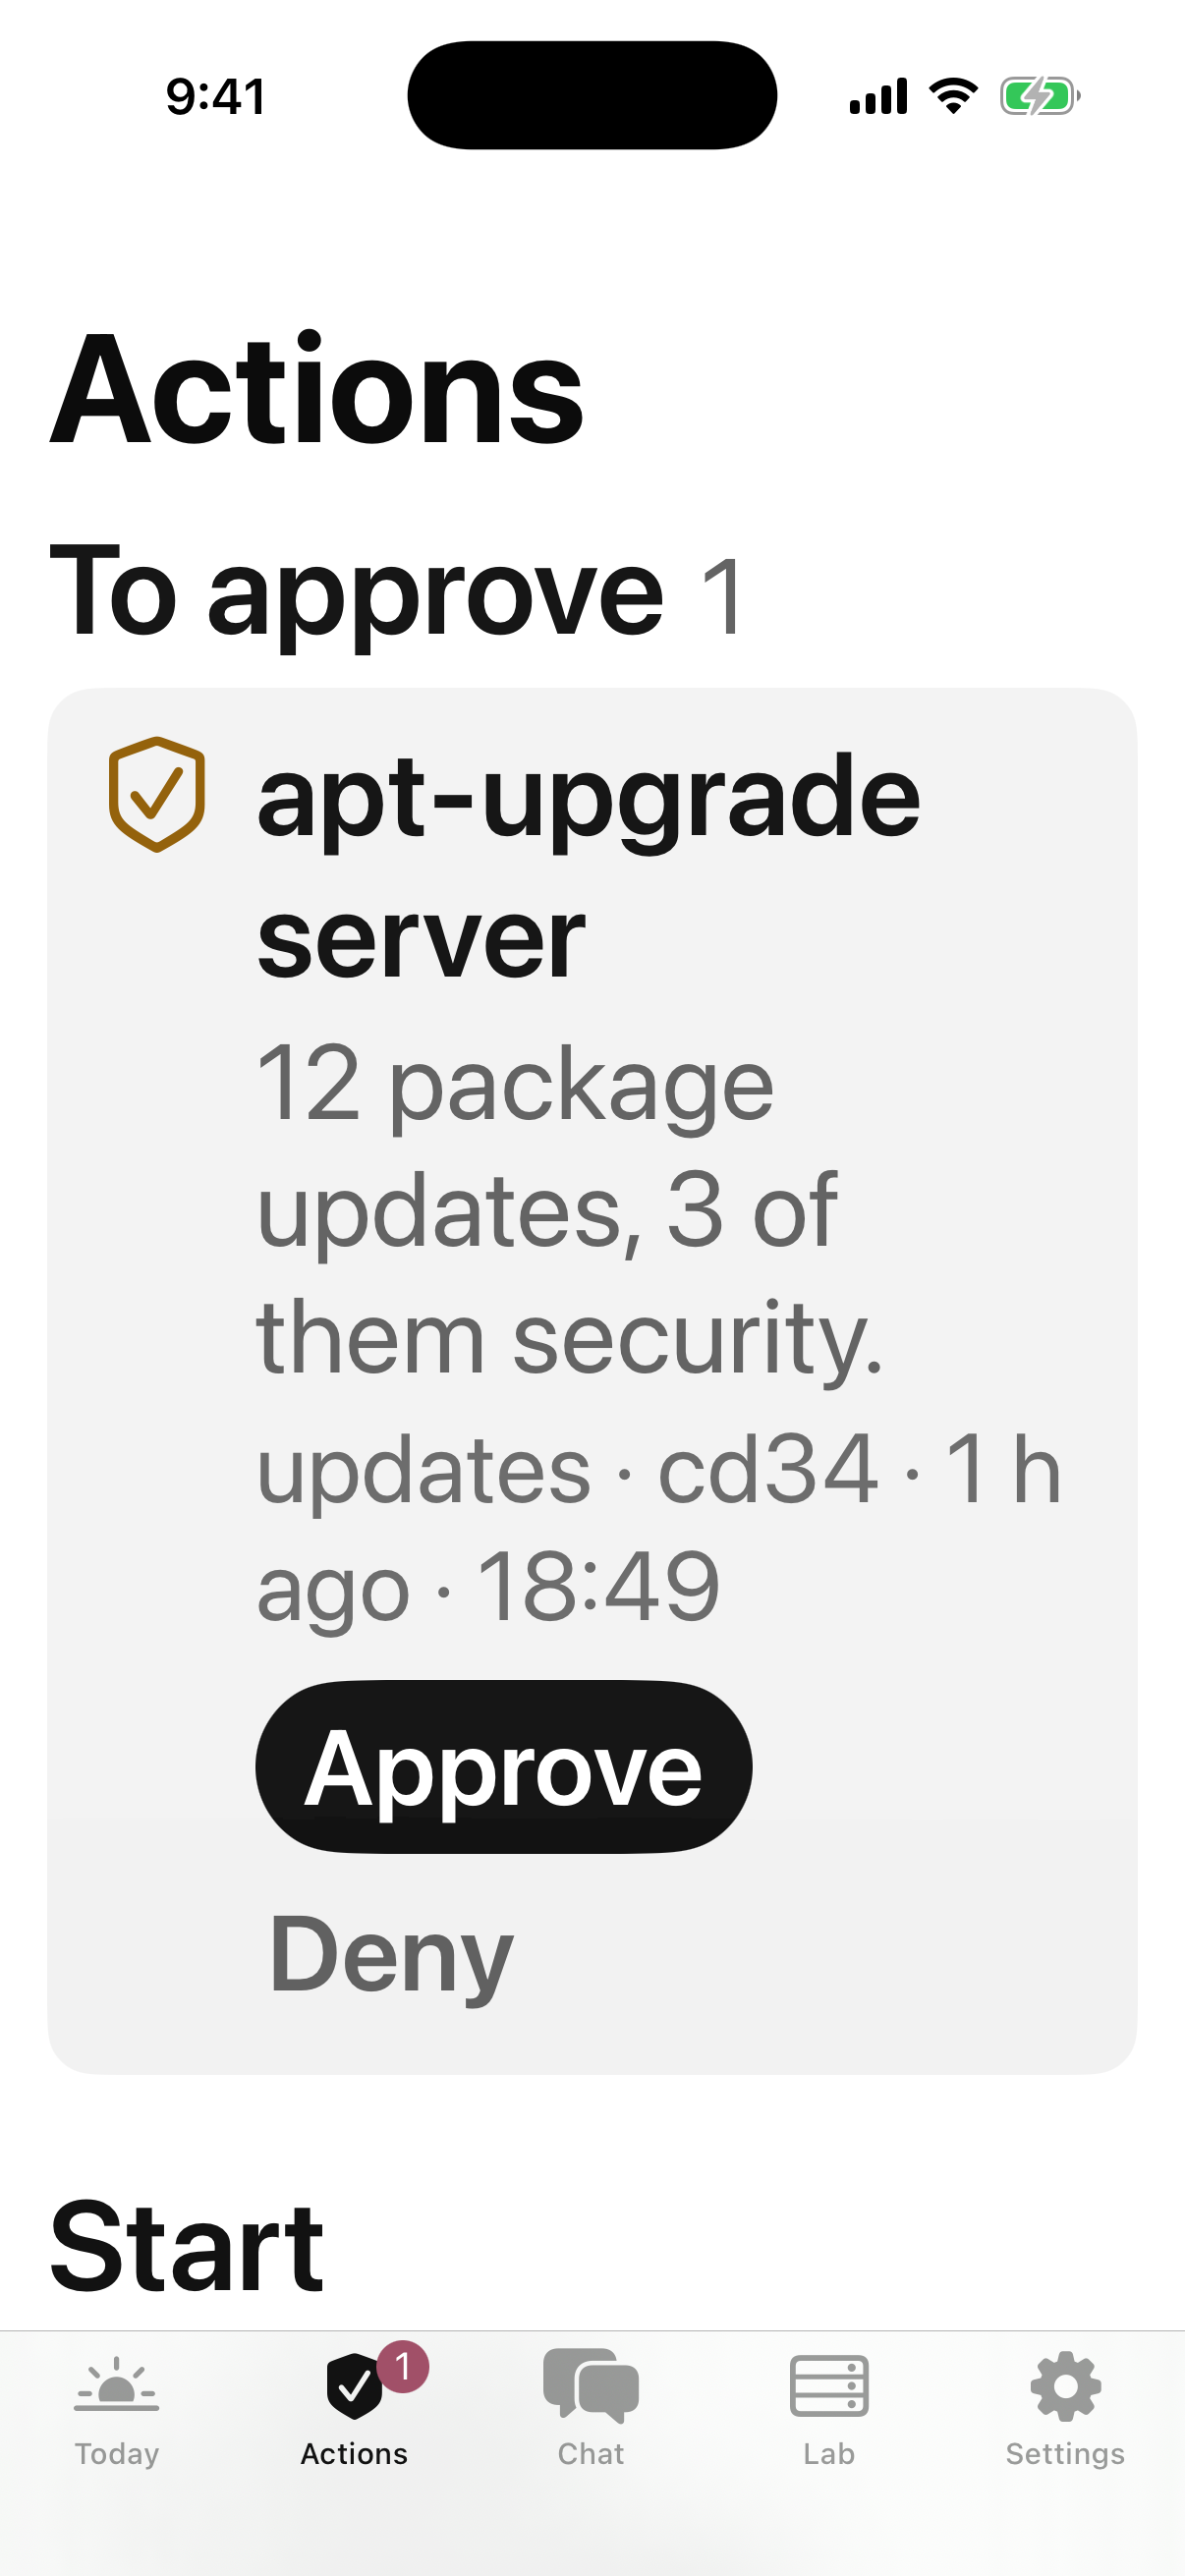 9:41
Actions
To approve 1
apt-upgrade
server
12 package
updates, 3 of
them security.
updates · cd34 · 1 h
ago · 18:49
Approve
Deny
Start
1
Today
Actions
Chat
Lab
Settings